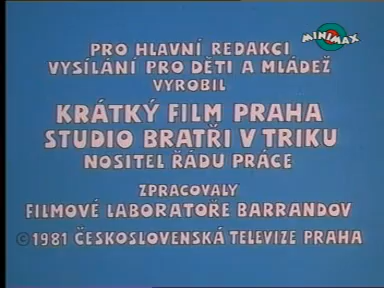 MINIMAX
PRO HLAVNÍ REDAKCI
VYSÍLÁNÍ PRO DĚTI A MLÁDEŽ
VYROBIL
KRÁTKÝ FILM PRAHA
STUDIO BRATŘI V TRIKU
NOSITEL ŘÁDU PRÁCE
ZPRACOVALY
FILMOVÉ LABORATOŘE BARRANDOV
©1981 ČESKOSLOVENSKÁ TELEVIZE PRAHA